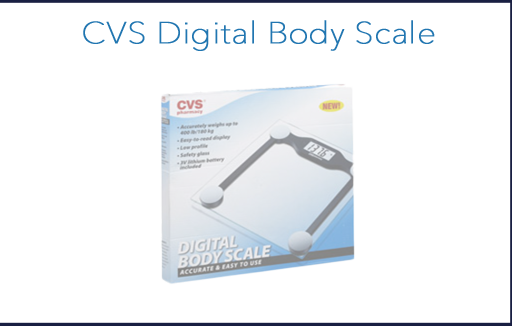 CVS Digital Body Scale
CVS
pharmacy
NEW!
• Accurately weighs up to
400 lb/180 kg
• Easy-to-read display
• Low profile
• Safety glass
• 3V lithium battery
included
DIGITAL
BODY SCALE
ACCURATE & EASY TO USE